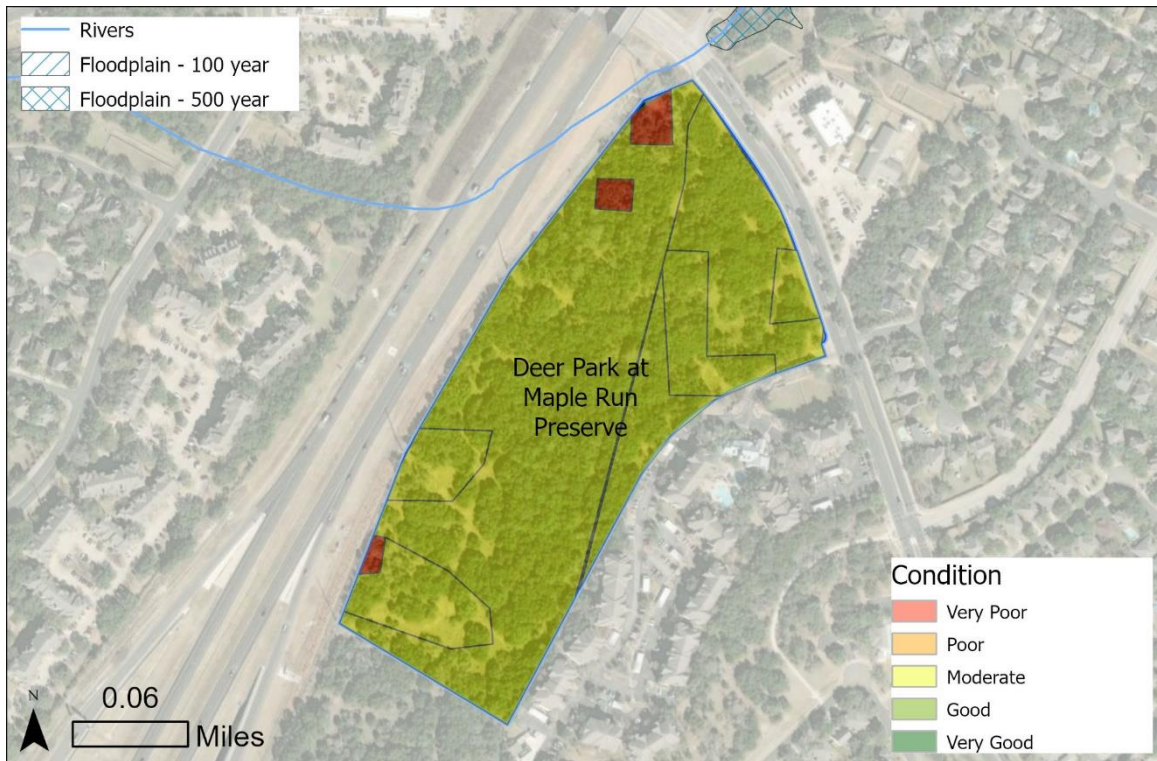 Rivers
Floodplain - 100 year
Floodplain - 500 year
Deer Park at
Maple Run
Preserve
Condition
Very Poor
Poor
Moderate
Good
Very Good
N
0.06
Miles